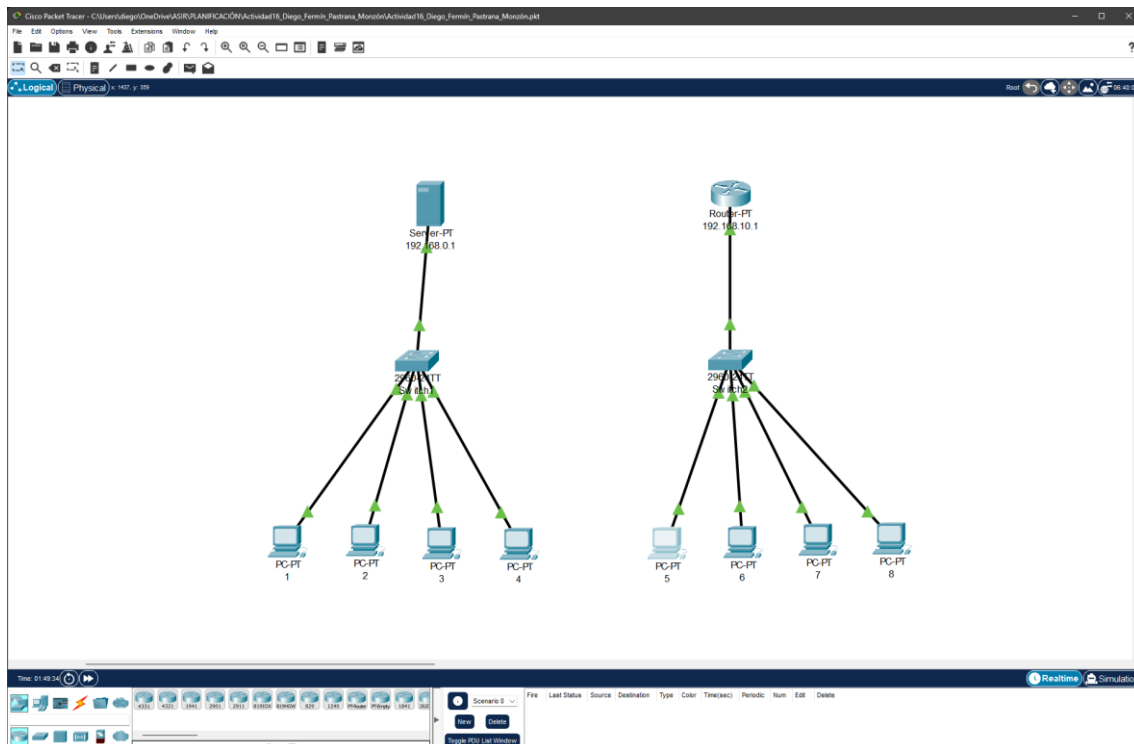 Cisco Packet Tracer - C:\Users\diego\OneDrive\ASIR\PLANIFICACIÓN\Actividad16_Diego_Fermín_Pastrana_Monzón\Actividad16_Diego_Fermín_Pastrana_Monzón.pkt
File Edit Options View Tools Extensions Window Help
?
Logical Physical x: 1407, y: 359 Root
Server-PT
192.168.0.1
Router-PT
192.168.10.1
Switch1
Switch2
PC-PT
1
PC-PT
2
PC-PT
3
PC-PT
4
PC-PT
5
PC-PT
6
PC-PT
7
PC-PT
8
Time: 01:49:34 Realtime Simulation
4331 4321 1941 2901 2911 819IOX 819HGW 829 1240 PT-Router PT-Empty 1841
Scenario 0
New Delete
Toggle PDU List Window
Fire Last Status Source Destination Type Color Time(sec) Periodic Num Edit Delete